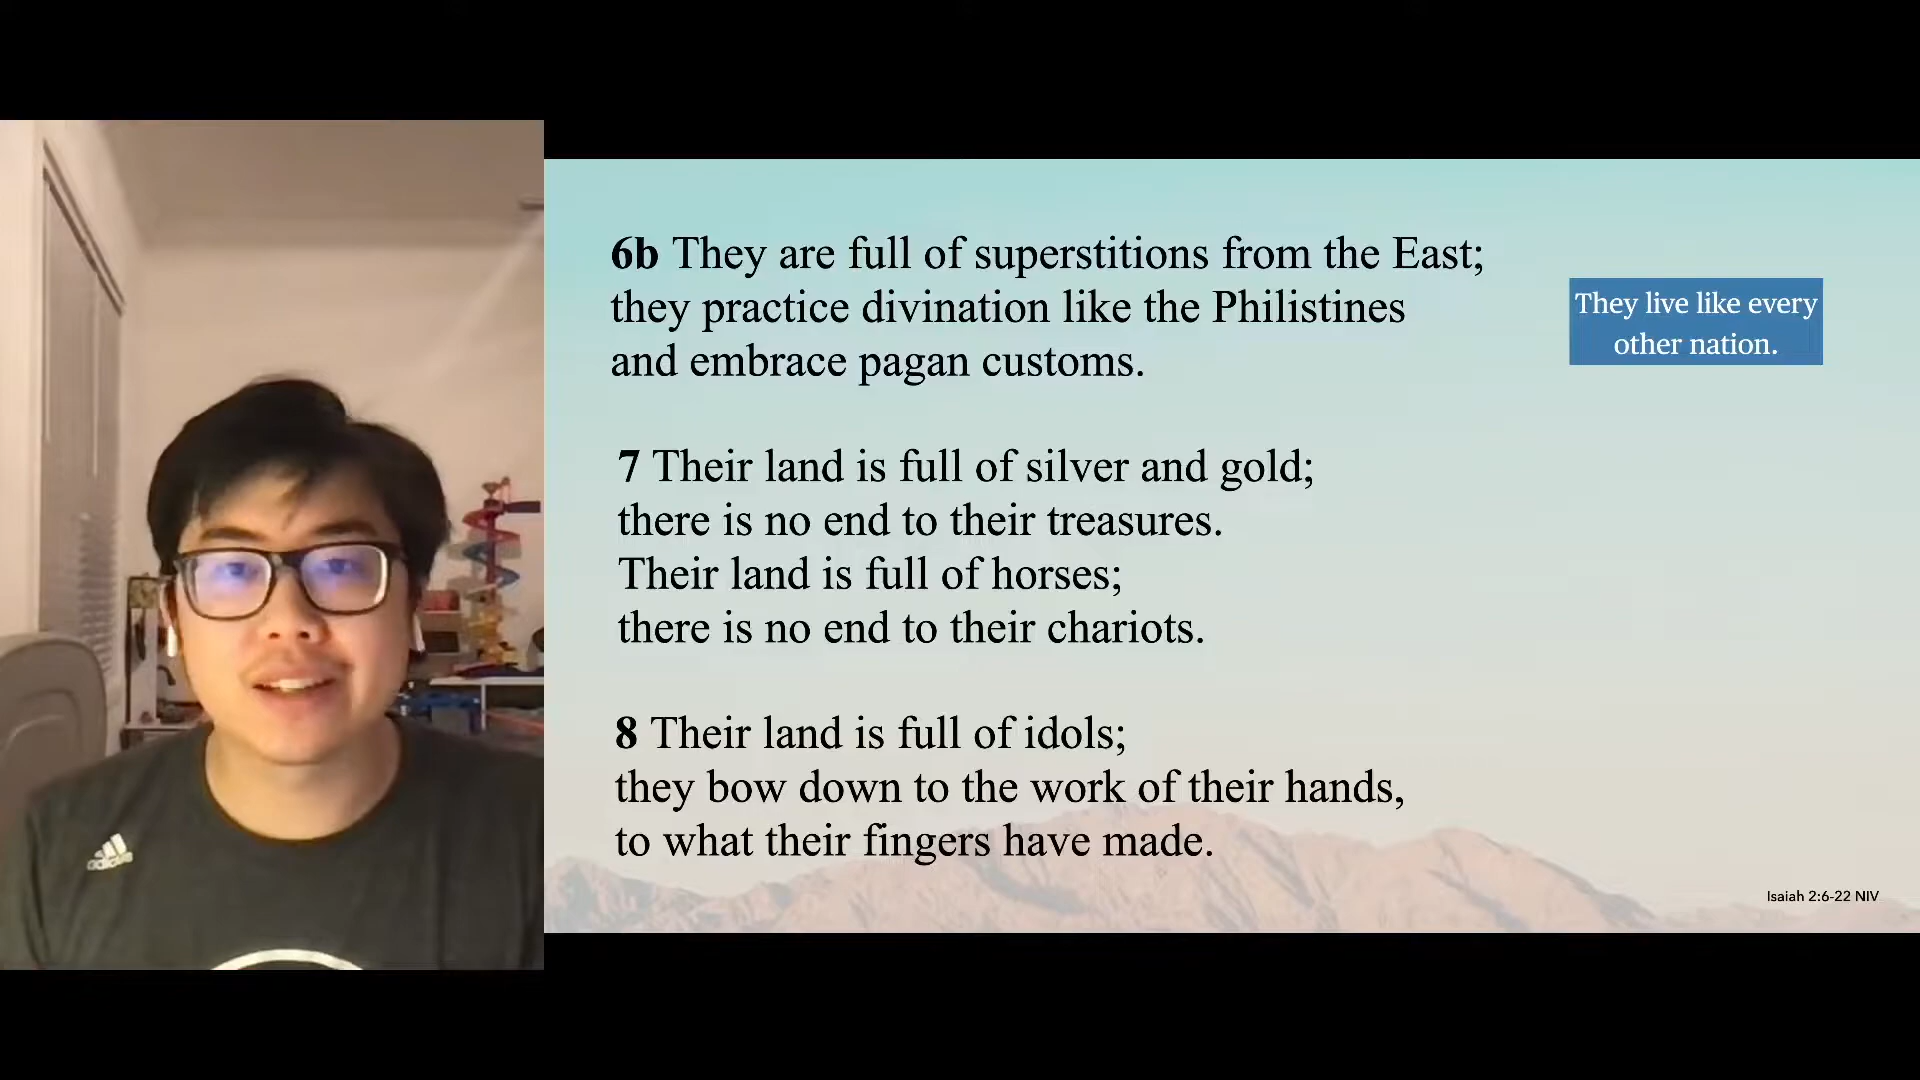 6b They are full of superstitions from the East;
they practice divination like the Philistines
and embrace pagan customs.
They live like every
other nation.
7 Their land is full of silver and gold;
there is no end to their treasures.
Their land is full of horses;
there is no end to their chariots.
8 Their land is full of idols;
they bow down to the work of their hands,
to what their fingers have made.
Isaiah 2:6-22 NIV
adidas